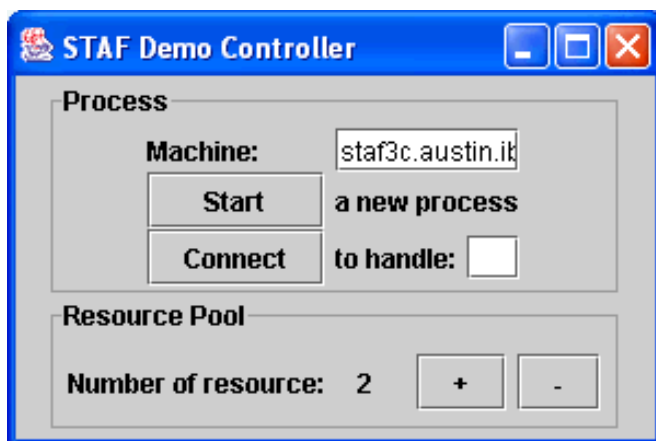 STAF Demo Controller
Process
Machine: staf3c.austin.ib
Start a new process
Connect to handle:
Resource Pool
Number of resource: 2 + -